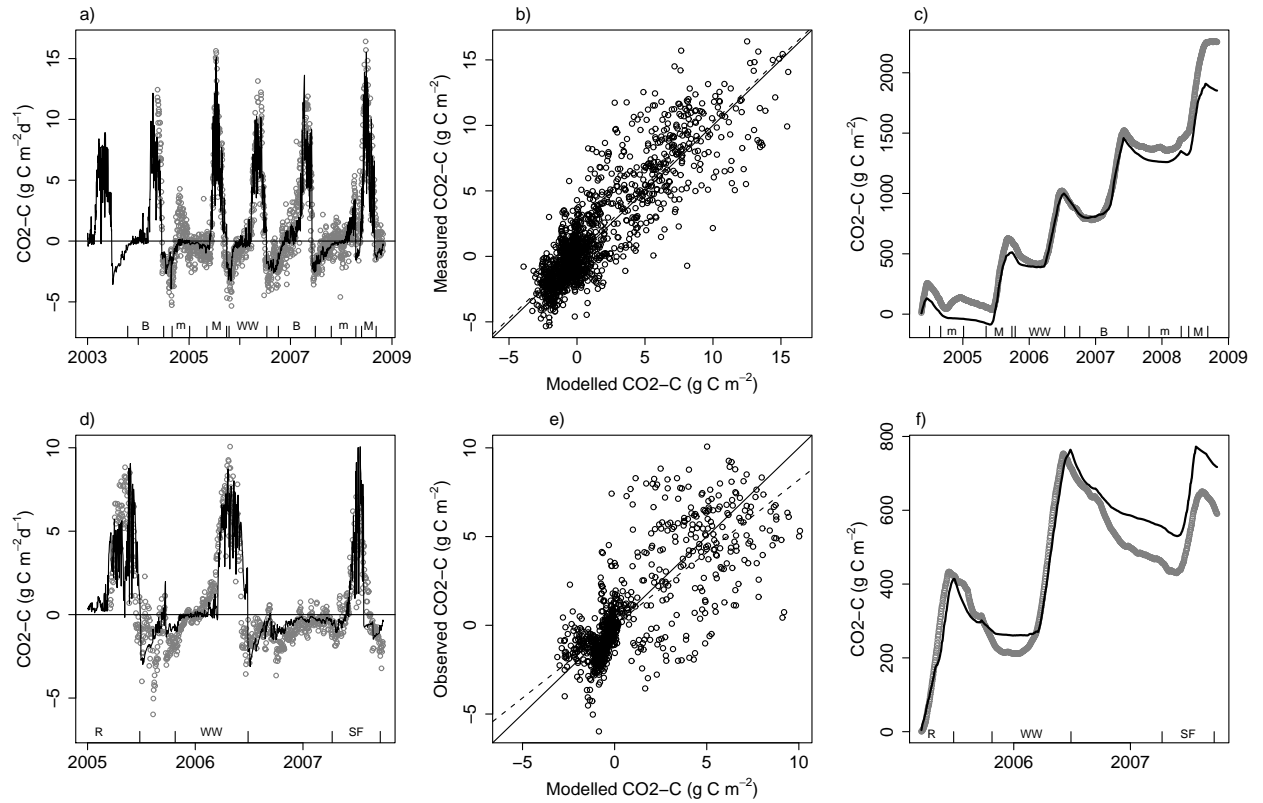 a)
CO2−C (g C m−2d−1)
15
10
5
0
−5
B m M WW B m M
2003 2005 2007 2009
b)
Measured CO2−C (g C m−2)
15
10
5
0
−5
−5 0 5 10 15
Modelled CO2−C (g C m−2)
c)
CO2−C (g C m−2)
2000
1500
1000
500
0
m M WW B m M
2005 2006 2007 2008 2009
d)
CO2−C (g C m−2d−1)
10
5
0
−5
R WW SF
2005 2006 2007
e)
Observed CO2−C (g C m−2)
10
5
0
−5
−5 0 5 10
Modelled CO2−C (g C m−2)
f)
CO2−C (g C m−2)
800
600
400
200
0
R WW SF
2006 2007